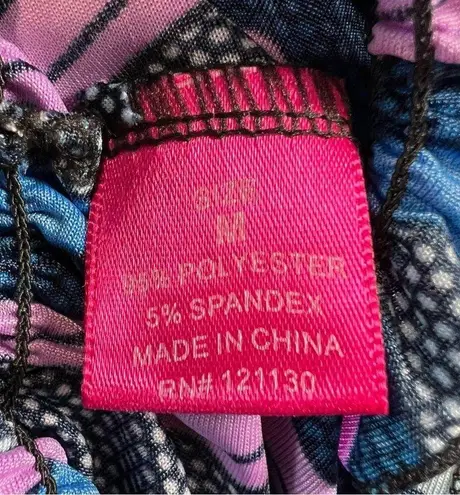 SIZE
M
95% POLYESTER
5% SPANDEX
MADE IN CHINA
RN# 121130